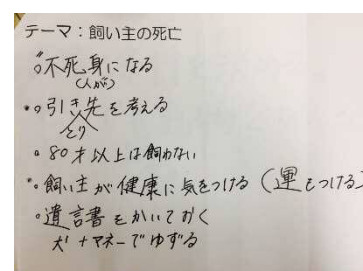 テーマ：飼い主の死亡
〃○不死身になる
(人が)
・○引き先を考える
とり
○80才以上は飼わない
・○飼い主が健康に気をつける（運をつける）
○遺言書をかいておく
犬+マネーでゆずる